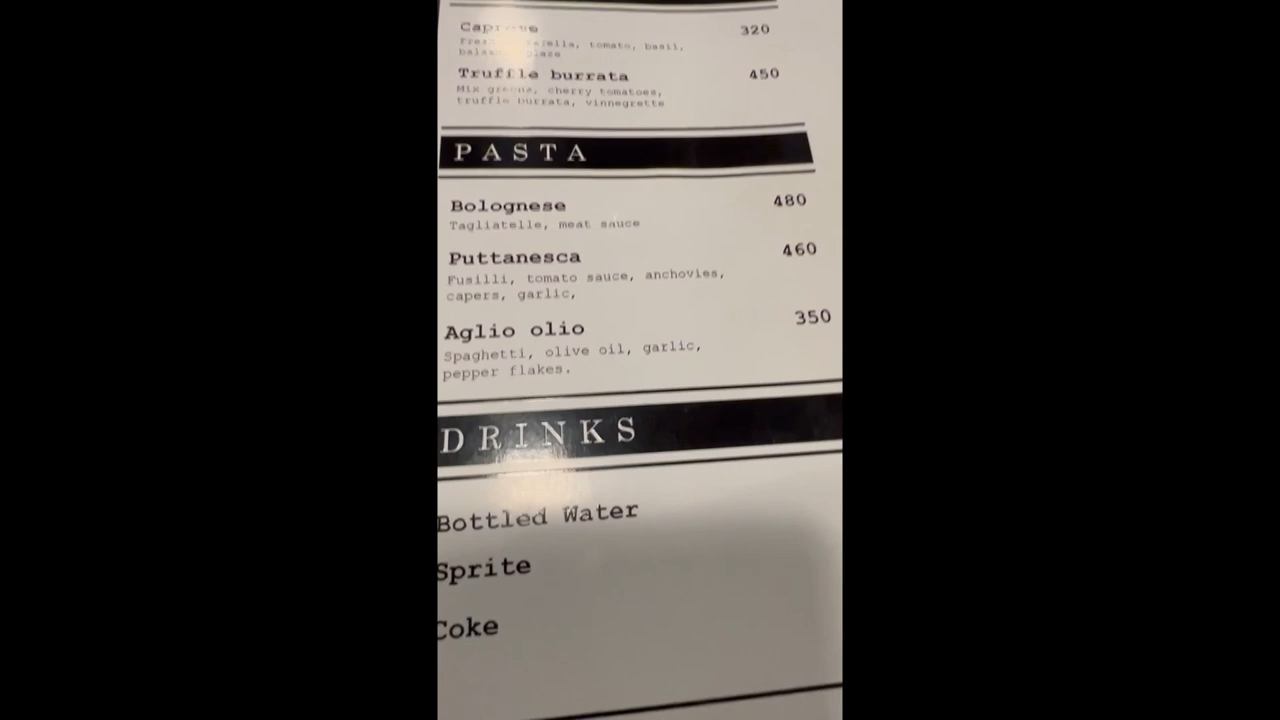 320
tomato, basil,
Truffle burrata 450
Mix greens, cherry tomatoes,
truffle burrata, vinnegrette
PASTA
Bolognese 480
Tagliatelle, meat sauce
Puttanesca 460
Fusilli, tomato sauce, anchovies,
capers, garlic,
Aglio olio 350
Spaghetti, olive oil, garlic,
pepper flakes.
DRINKS
Bottled Water
Sprite
Coke